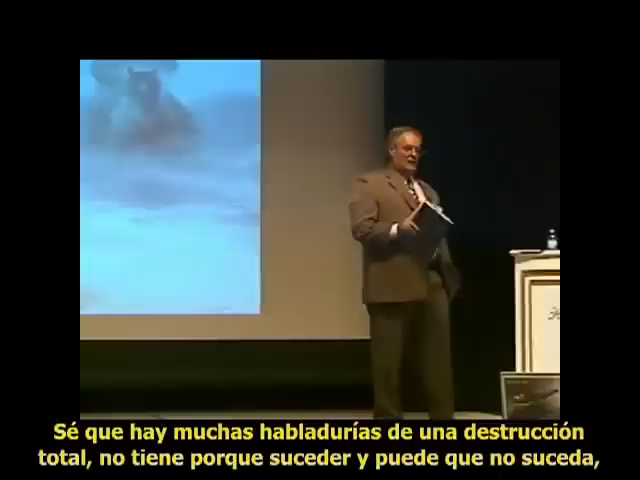 Sé que hay muchas habladurías de una destrucción
total, no tiene porque suceder y puede que no suceda,